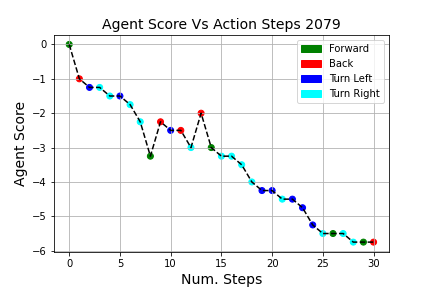 Agent Score Vs Action Steps 2079
Forward
Back
Turn Left
Turn Right
Agent Score
0
−1
−2
−3
−4
−5
−6
0 5 10 15 20 25 30
Num. Steps